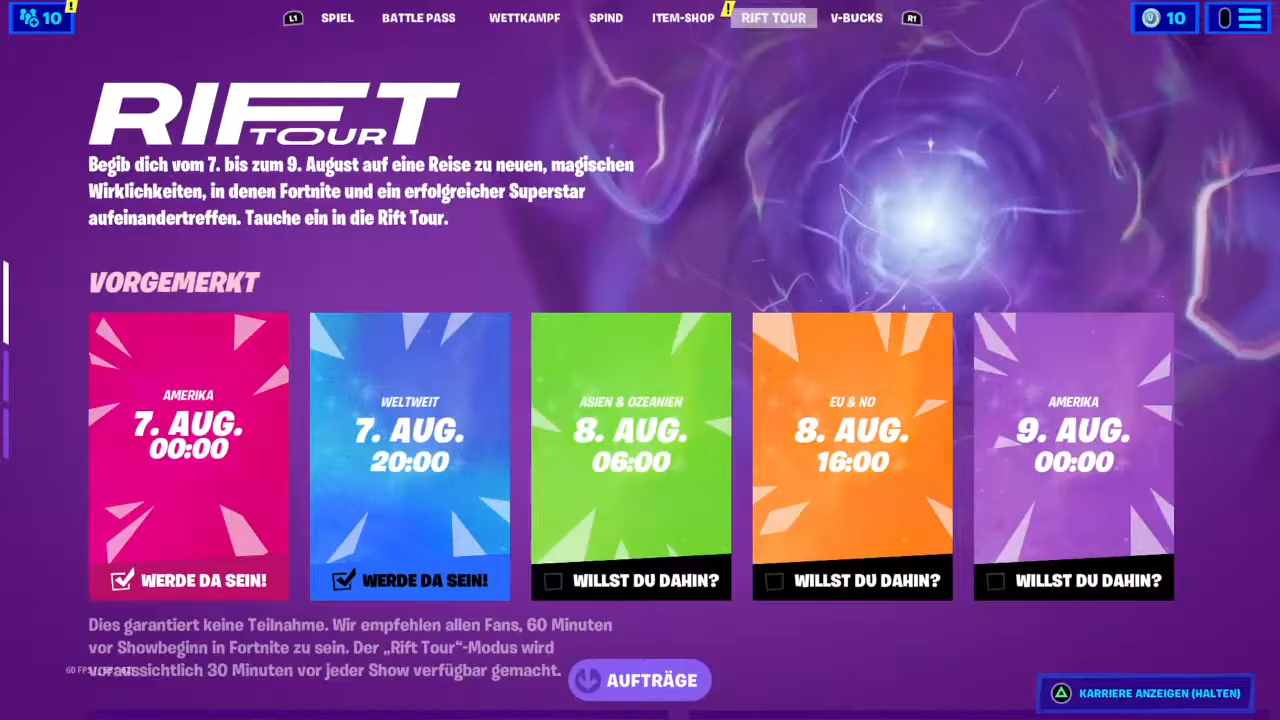 10 !
L1 SPIEL BATTLE PASS WETTKAMPF SPIND ITEM-SHOP ! RIFT TOUR V-BUCKS R1
10
RIFT
TOUR
Begib dich vom 7. bis zum 9. August auf eine Reise zu neuen, magischen
Wirklichkeiten, in denen Fortnite und ein erfolgreicher Superstar
aufeinandertreffen. Tauche ein in die Rift Tour.
VORGEMERKT
AMERIKA
7. AUG.
00:00
WERDE DA SEIN!
WELTWEIT
7. AUG.
20:00
WERDE DA SEIN!
ASIEN & OZEANIEN
8. AUG.
06:00
WILLST DU DAHIN?
EU & NO
8. AUG.
16:00
WILLST DU DAHIN?
AMERIKA
9. AUG.
00:00
WILLST DU DAHIN?
Dies garantiert keine Teilnahme. Wir empfehlen allen Fans, 60 Minuten
vor Showbeginn in Fortnite zu sein. Der „Rift Tour“-Modus wird
voraussichtlich 30 Minuten vor jeder Show verfügbar gemacht.
60 FPS
AUFTRÄGE
KARRIERE ANZEIGEN (HALTEN)